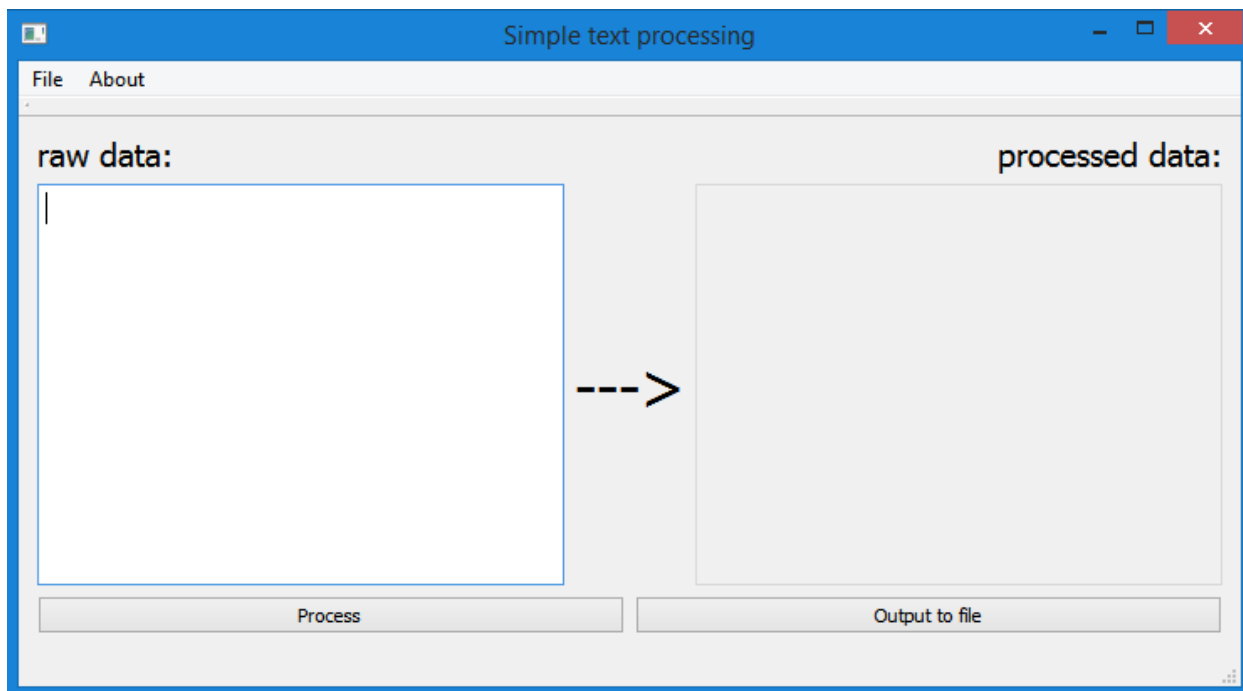 Simple text processing
File About
raw data: processed data:
--->
Process Output to file